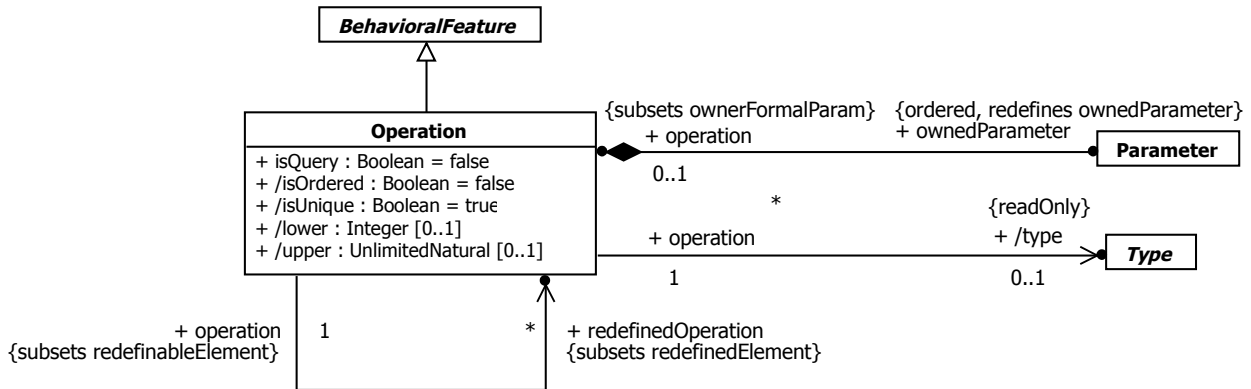 BehavioralFeature
Operation
+ isQuery : Boolean = false
+ /isOrdered : Boolean = false
+ /isUnique : Boolean = true
+ /lower : Integer [0..1]
+ /upper : UnlimitedNatural [0..1]
{subsets ownerFormalParam}
+ operation
0..1
{ordered, redefines ownedParameter}
+ ownedParameter
*
Parameter
+ operation
1
{readOnly}
+ /type
0..1
Type
+ operation
{subsets redefinableElement}
1
*
+ redefinedOperation
{subsets redefinedElement}